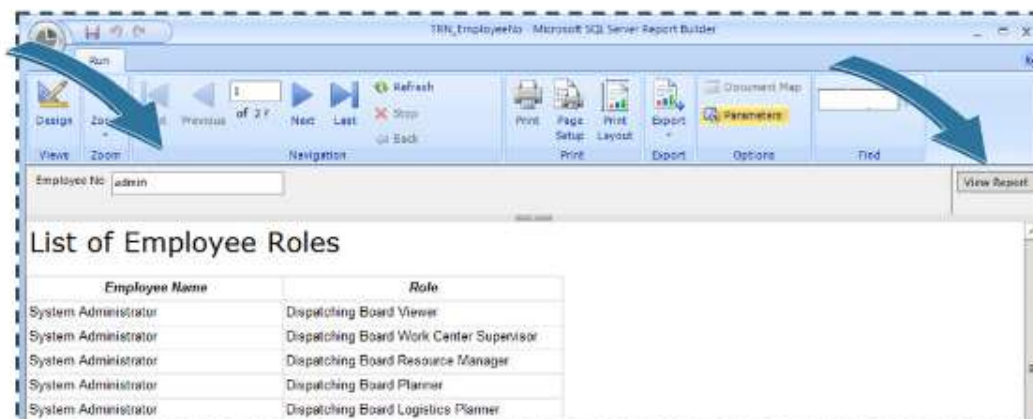 TRN_EmployeeNo - Microsoft SQL Server Report Builder
Run
Design
Previous
1
of 2 ?
Next
Last
Refresh
Stop
Back
Print
Page Setup
Print Layout
Export
Document Map
Parameters
Views
Zoom
Navigation
Print
Export
Options
Find
Employee No
admin
View Report
List of Employee Roles
Employee Name Role
System Administrator Dispatching Board Viewer
System Administrator Dispatching Board Work Center Supervisor
System Administrator Dispatching Board Resource Manager
System Administrator Dispatching Board Planner
System Administrator Dispatching Board Logistics Planner